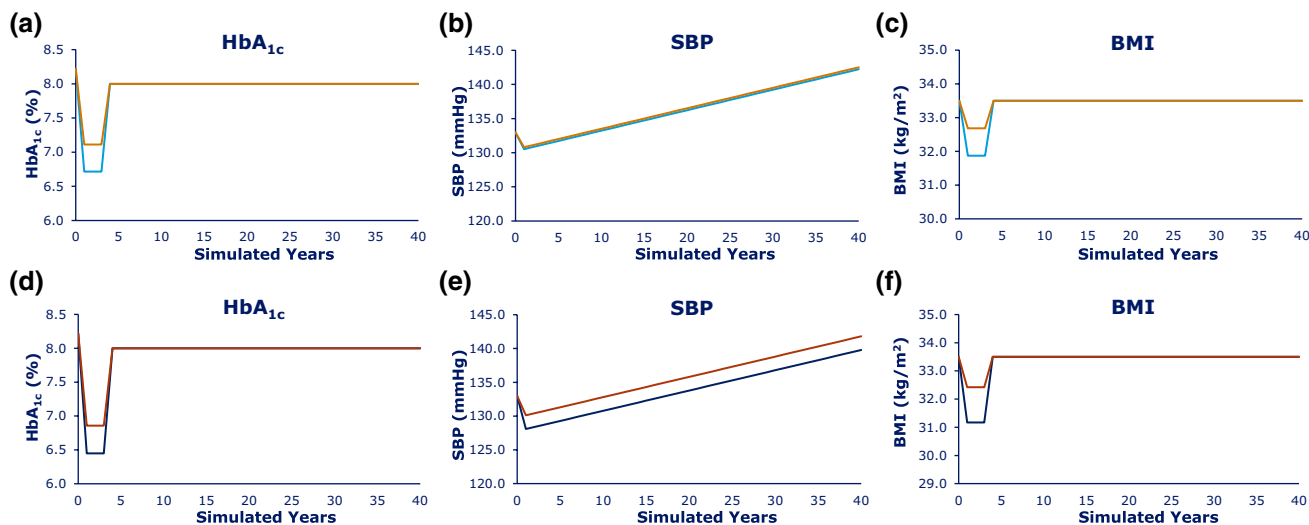 (a)
HbA1c
HbA1c (%)
8.5
8.0
7.5
7.0
6.5
6.0
0 5 10 15 20 25 30 35 40
Simulated Years
(b)
SBP
SBP (mmHg)
145.0
140.0
135.0
130.0
125.0
120.0
0 5 10 15 20 25 30 35 40
Simulated Years
(c)
BMI
BMI (kg/m²)
35.0
34.0
33.0
32.0
31.0
30.0
0 5 10 15 20 25 30 35 40
Simulated Years
(d)
HbA1c
HbA1c (%)
8.5
8.0
7.5
7.0
6.5
6.0
0 5 10 15 20 25 30 35 40
Simulated Years
(e)
SBP
SBP (mmHg)
145.0
140.0
135.0
130.0
125.0
120.0
0 5 10 15 20 25 30 35 40
Simulated Years
(f)
BMI
BMI (kg/m²)
35.0
34.0
33.0
32.0
31.0
30.0
29.0
0 5 10 15 20 25 30 35 40
Simulated Years